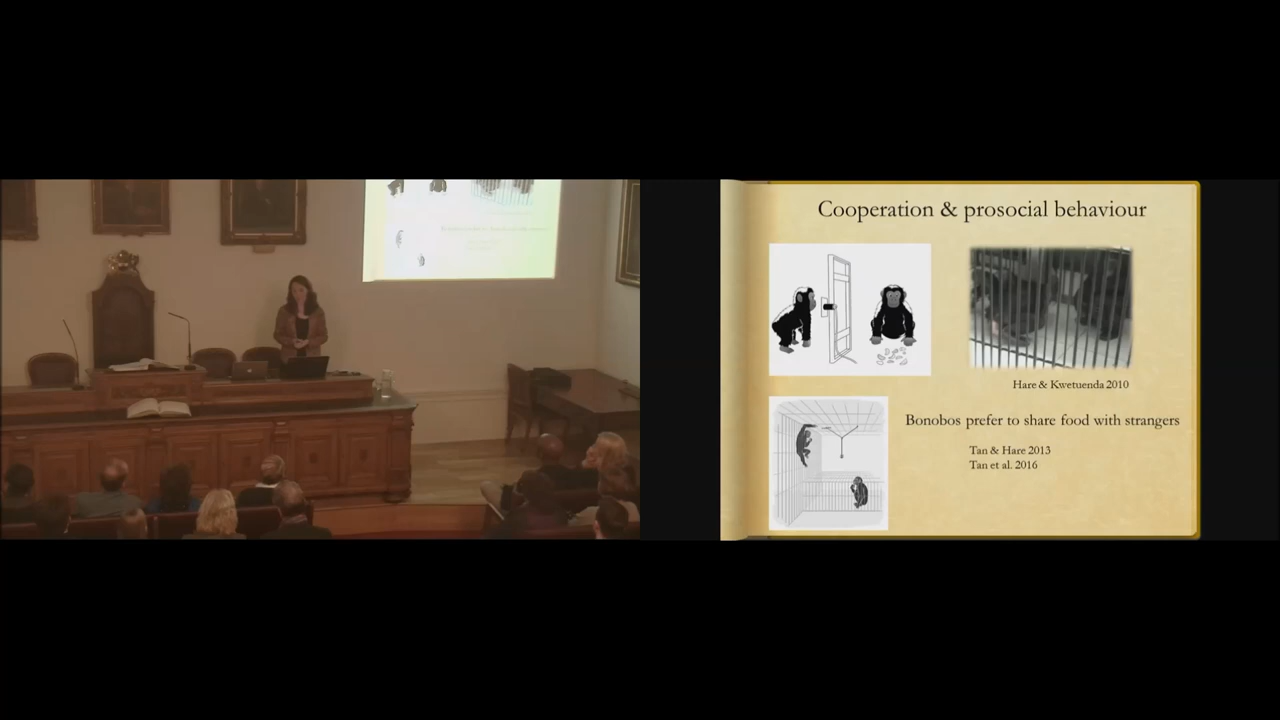 Cooperation & prosocial behaviour
Hare & Kwetuenda 2010
Bonobos prefer to share food with strangers
Tan & Hare 2013
Tan et al. 2016